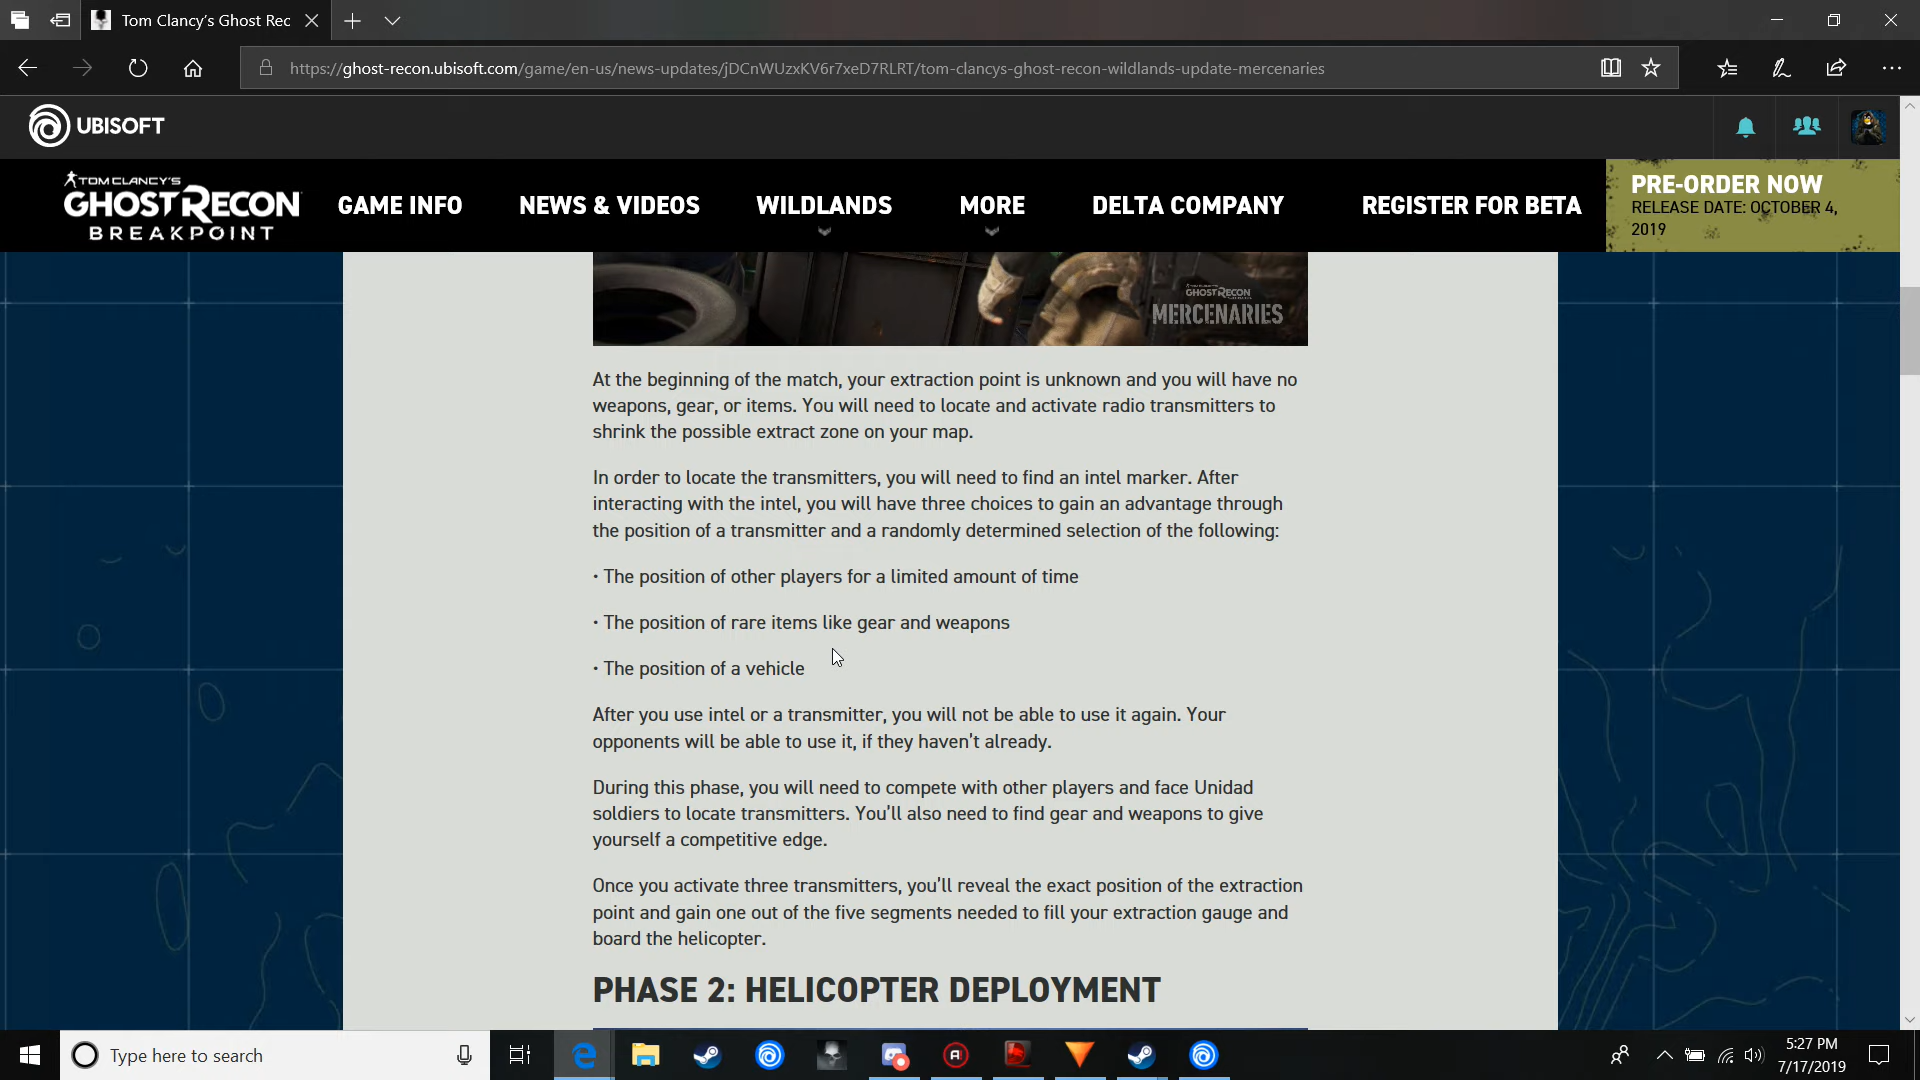 Tom Clancy's Ghost Rec
https://ghost-recon.ubisoft.com/game/en-us/news-updates/jDCnWUzxKV6r7xeD7RLRT/tom-clancys-ghost-recon-wildlands-update-mercenaries
UBISOFT
TOM CLANCY'S
GHOST RECON
BREAKPOINT
GAME INFO
NEWS & VIDEOS
WILDLANDS
MORE
DELTA COMPANY
REGISTER FOR BETA
PRE-ORDER NOW
RELEASE DATE: OCTOBER 4,
2019
GHOST RECON
MERCENARIES
At the beginning of the match, your extraction point is unknown and you will have no
weapons, gear, or items. You will need to locate and activate radio transmitters to
shrink the possible extract zone on your map.
In order to locate the transmitters, you will need to find an intel marker. After
interacting with the intel, you will have three choices to gain an advantage through
the position of a transmitter and a randomly determined selection of the following:
• The position of other players for a limited amount of time
• The position of rare items like gear and weapons
• The position of a vehicle
After you use intel or a transmitter, you will not be able to use it again. Your
opponents will be able to use it, if they haven't already.
During this phase, you will need to compete with other players and face Unidad
soldiers to locate transmitters. You'll also need to find gear and weapons to give
yourself a competitive edge.
Once you activate three transmitters, you'll reveal the exact position of the extraction
point and gain one out of the five segments needed to fill your extraction gauge and
board the helicopter.
PHASE 2: HELICOPTER DEPLOYMENT
Type here to search
5:27 PM
7/17/2019